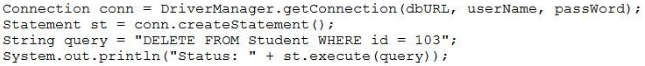 Connection conn = DriverManager.getConnection(dbURL, userName, passWord);
Statement st = conn.createStatement();
String query = "DELETE FROM Student WHERE id = 103";
System.out.println("Status: " + st.execute(query));